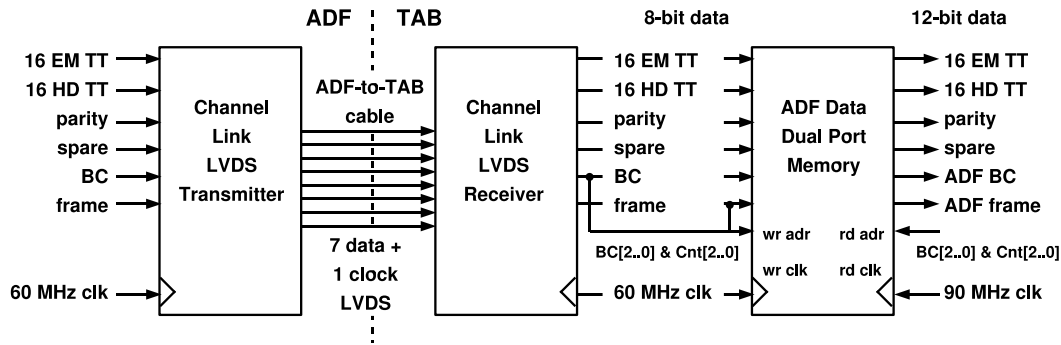 ADF TAB 8-bit data 12-bit data
16 EM TT
16 HD TT
parity
spare
BC
frame
60 MHz clk
Channel
Link
LVDS
Transmitter
ADF-to-TAB
cable
7 data +
1 clock
LVDS
Channel
Link
LVDS
Receiver
16 EM TT
16 HD TT
parity
spare
BC
frame
BC[2..0] & Cnt[2..0]
60 MHz clk
ADF Data
Dual Port
Memory
wr adr rd adr
wr clk rd clk
16 EM TT
16 HD TT
parity
spare
ADF BC
ADF frame
BC[2..0] & Cnt[2..0]
90 MHz clk